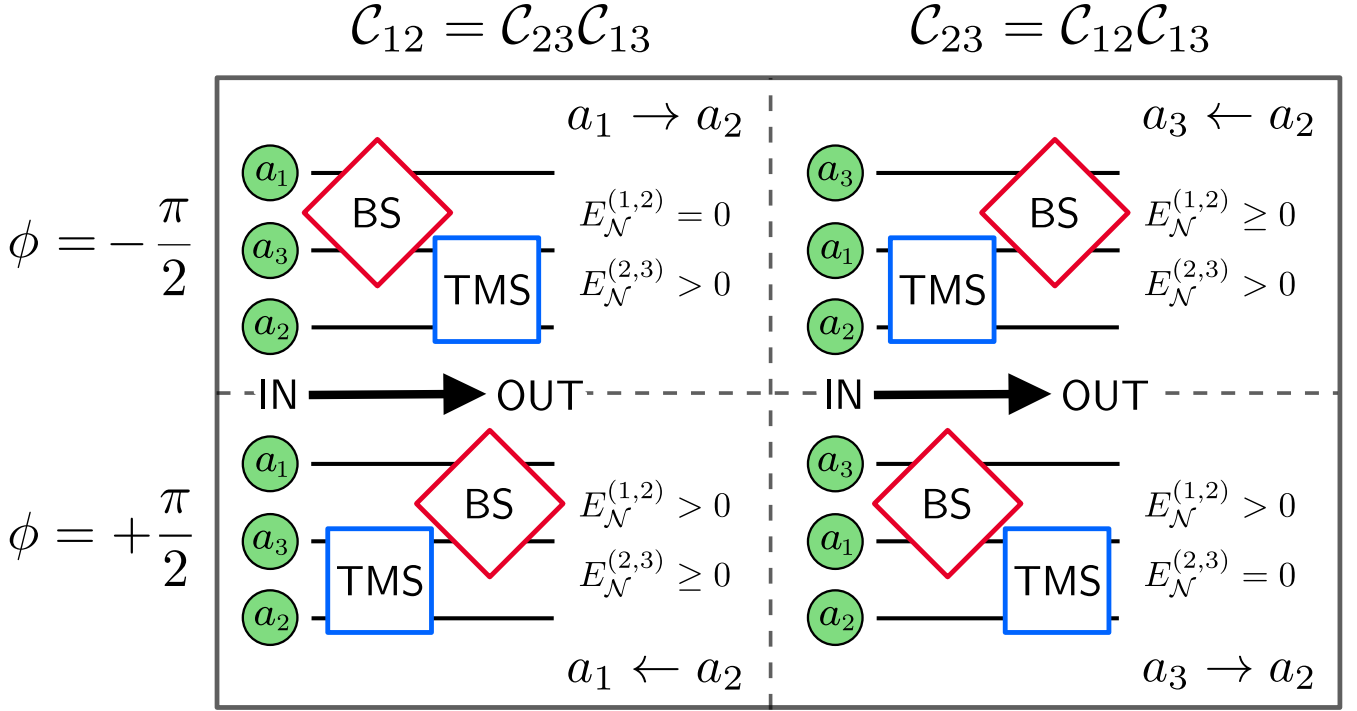 𝒞₁₂ = 𝒞₂₃𝒞₁₃
𝒞₂₃ = 𝒞₁₂𝒞₁₃
ϕ = −π/2
a₁ → a₂
a₁
a₃
a₂
BS
TMS
E_𝒩^(1,2) = 0
E_𝒩^(2,3) > 0
a₃ ← a₂
a₃
a₁
a₂
BS
TMS
E_𝒩^(1,2) ≥ 0
E_𝒩^(2,3) > 0
IN → OUT
IN → OUT
ϕ = +π/2
a₁
a₃
a₂
BS
TMS
E_𝒩^(1,2) > 0
E_𝒩^(2,3) ≥ 0
a₁ ← a₂
a₃
a₁
a₂
BS
TMS
E_𝒩^(1,2) > 0
E_𝒩^(2,3) = 0
a₃ → a₂